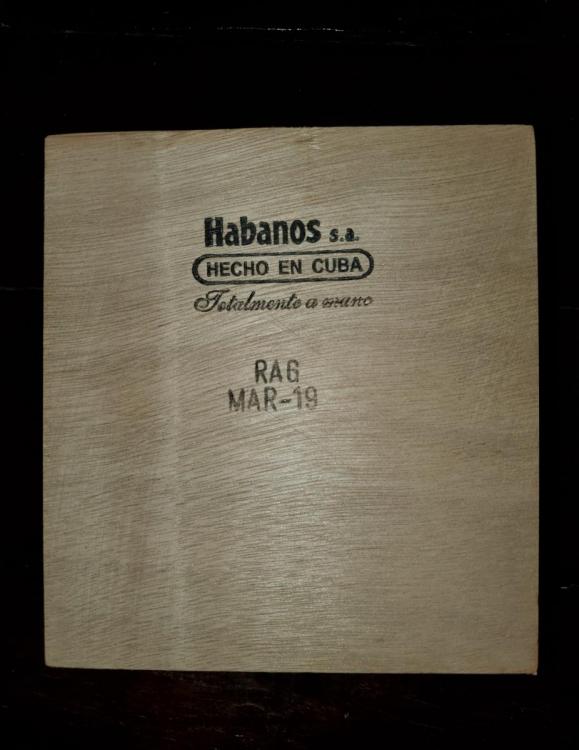 Habanos s.a.
HECHO EN CUBA
Totalmente a mano
RAG
MAR-19